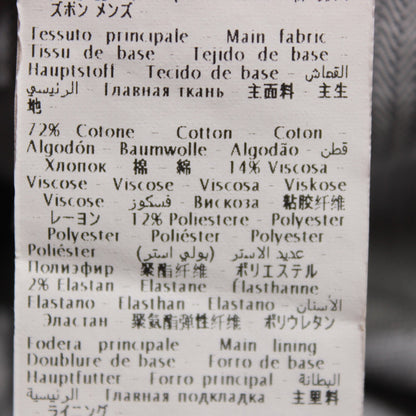 ズボン メンズ
Tessuto principale - Main fabric -
Tissu de base - Tejido de base -
Hauptstoff - Tecido de base - القماش
الرئيسي - Главная ткань - 主面料 - 主生
地
72% Cotone - Cotton - Coton -
Algodón - Baumwolle - Algodão - قطن
- Хлопок - 棉 - 綿 14% Viscosa -
Viscose - Viscose - Viscosa - Viskose
- Viscose - فسكوز - Вискоза - 粘胶纤维
- レーヨン 12% Poliestere - Polyester
- Polyester - Poliéster - Polyester -
Poliéster - (بولي استر) عديد الاستر -
Полиэфир - 聚酯纤维 - ポリエステル
2% Elastan - Elastane - Élasthanne -
Elastano - Elasthan - Elastano - الأستان
- Эластан - 聚氨酯弹性纤维 - ポリウレタン
Fodera principale - Main lining -
Doublure de base - Forro de base -
Hauptfutter - Forro principal - البطانة
الرئيسية - Главная подкладка - 主里料
- ライニング